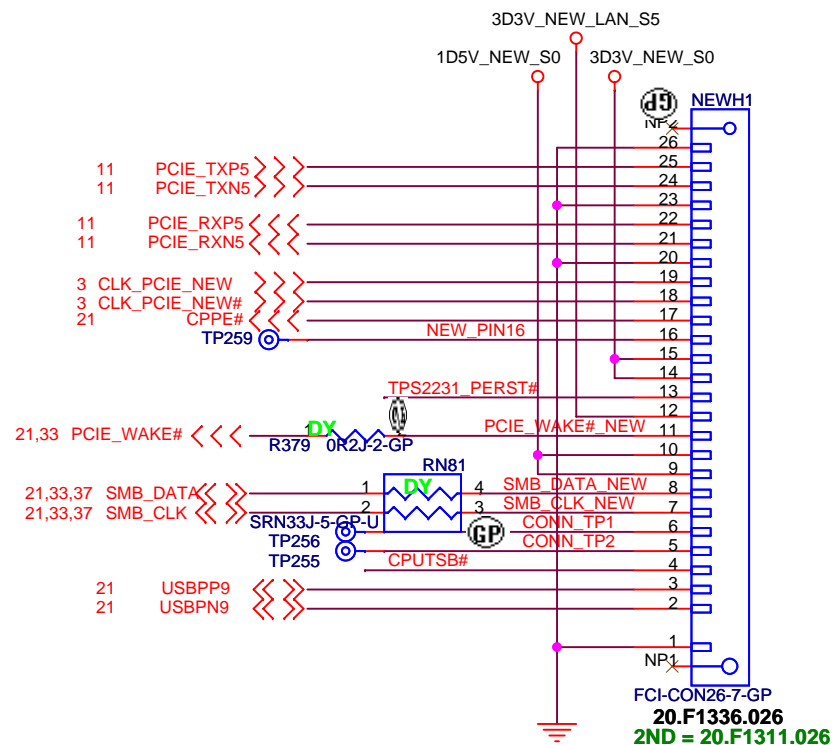 3D3V_NEW_LAN_S5
1D5V_NEW_S0 3D3V_NEW_S0
GP NEWH1
26
11 PCIE_TXP5 25
11 PCIE_TXN5 24
23
11 PCIE_RXP5 22
11 PCIE_RXN5 21
20
3 CLK_PCIE_NEW 19
3 CLK_PCIE_NEW# 18
21 CPPE# 17
TP259 NEW_PIN16 16
15
14
TPS2231_PERST# 13
12
21,33 PCIE_WAKE# 1 DY PCIE_WAKE#_NEW 11
R379 0R2J-2-GP
10
RN81 9
21,33,37 SMB_DATA 1 DY 4 SMB_DATA_NEW 8
21,33,37 SMB_CLK 2 3 SMB_CLK_NEW 7
SRN33J-5-GP-U GP CONN_TP1 6
TP256 CONN_TP2 5
TP255 CPUTSB# 4
21 USBPP9 3
21 USBPN9 2
1
NP1
FCI-CON26-7-GP
20.F1336.026
2ND = 20.F1311.026